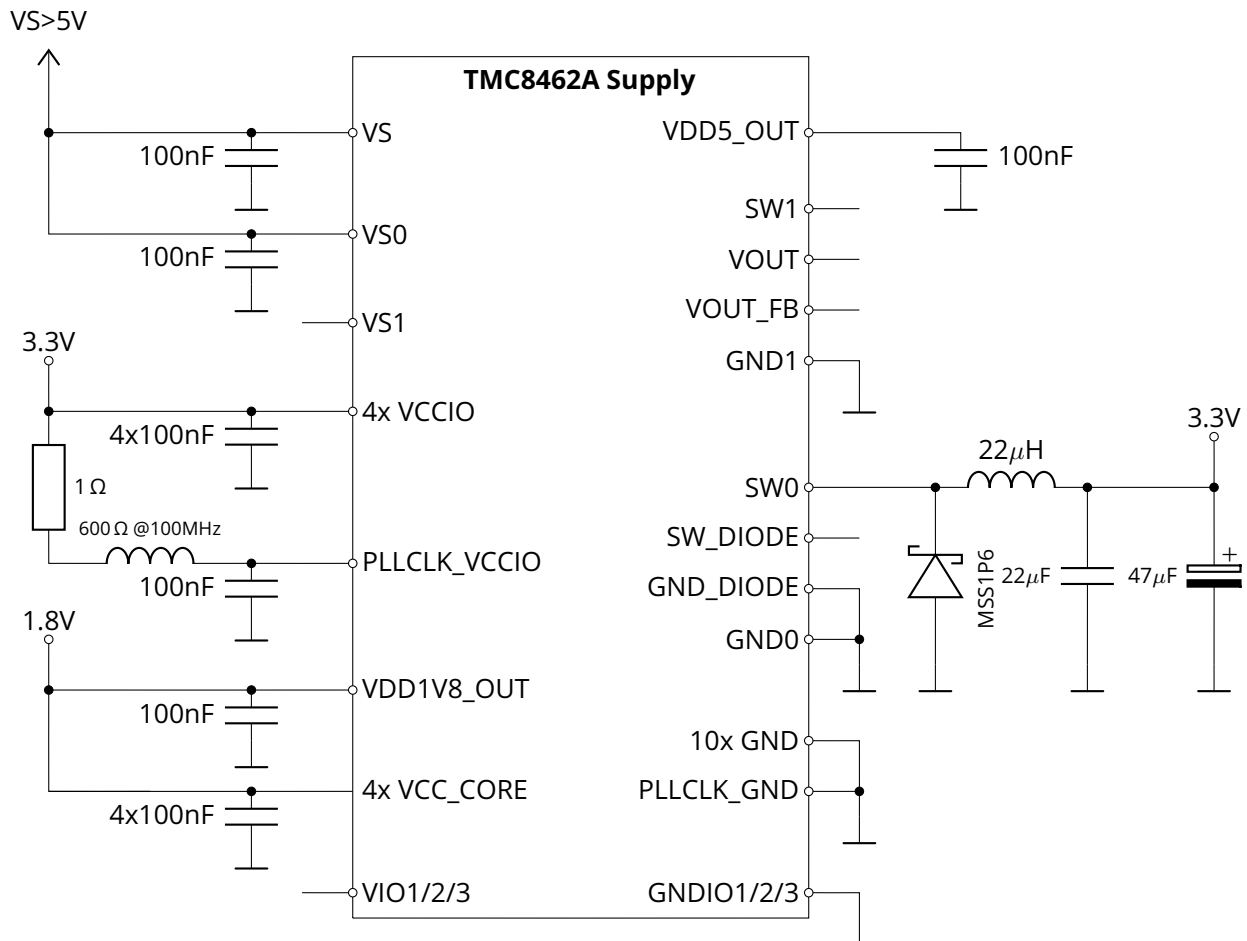 VS>5V
TMC8462A Supply
VS
100nF
VS0
100nF
VS1
3.3V
4x VCCIO
4x100nF
1 Ω
600 Ω @100MHz
PLLCLK_VCCIO
100nF
1.8V
VDD1V8_OUT
100nF
4x VCC_CORE
4x100nF
VIO1/2/3
VDD5_OUT
100nF
SW1
VOUT
VOUT_FB
GND1
3.3V
22μH
SW0
SW_DIODE
GND_DIODE
GND0
MSS1P6
22μF
47μF
+
10x GND
PLLCLK_GND
GNDIO1/2/3